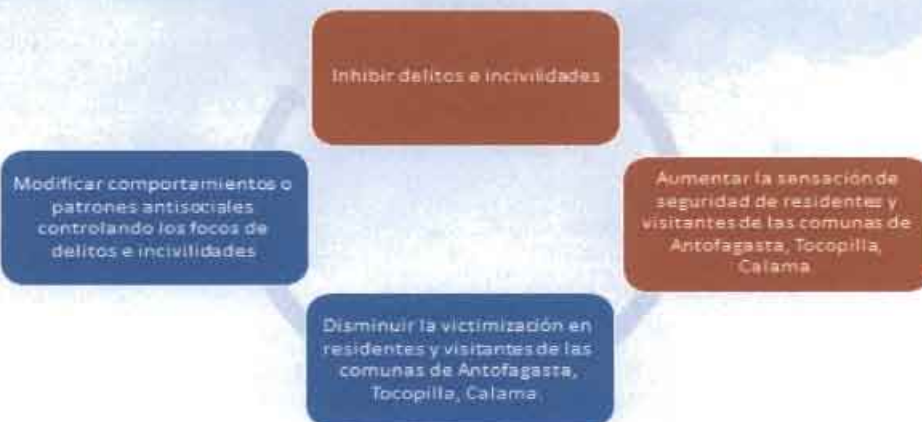 Inhibir delitos e incivilidades
Modificar comportamientos o
patrones antisociales
controlando los focos de
delitos e incivilidades
Aumentar la sensación de
seguridad de residentes y
visitantes de las comunas de
Antofagasta, Tocopilla,
Calama.
Disminuir la victimización en
residentes y visitantes de las
comunas de Antofagasta,
Tocopilla, Calama.